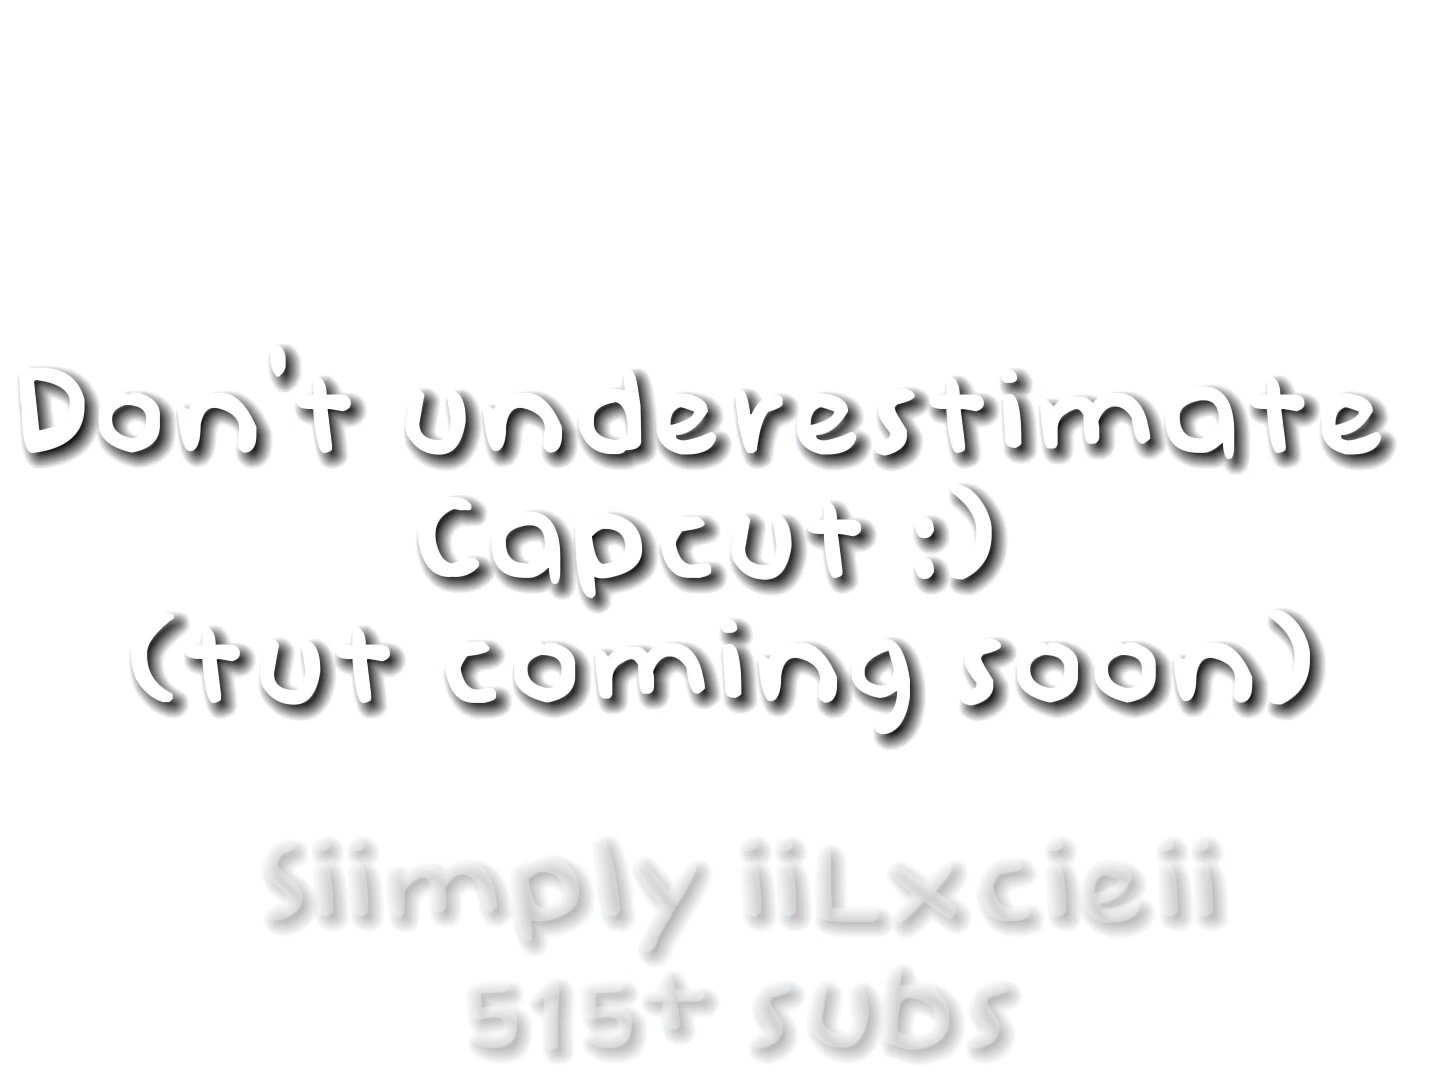 Don't underestimate
Capcut :)
(tut coming soon)
Siimply iiLxcieii
515+ subs